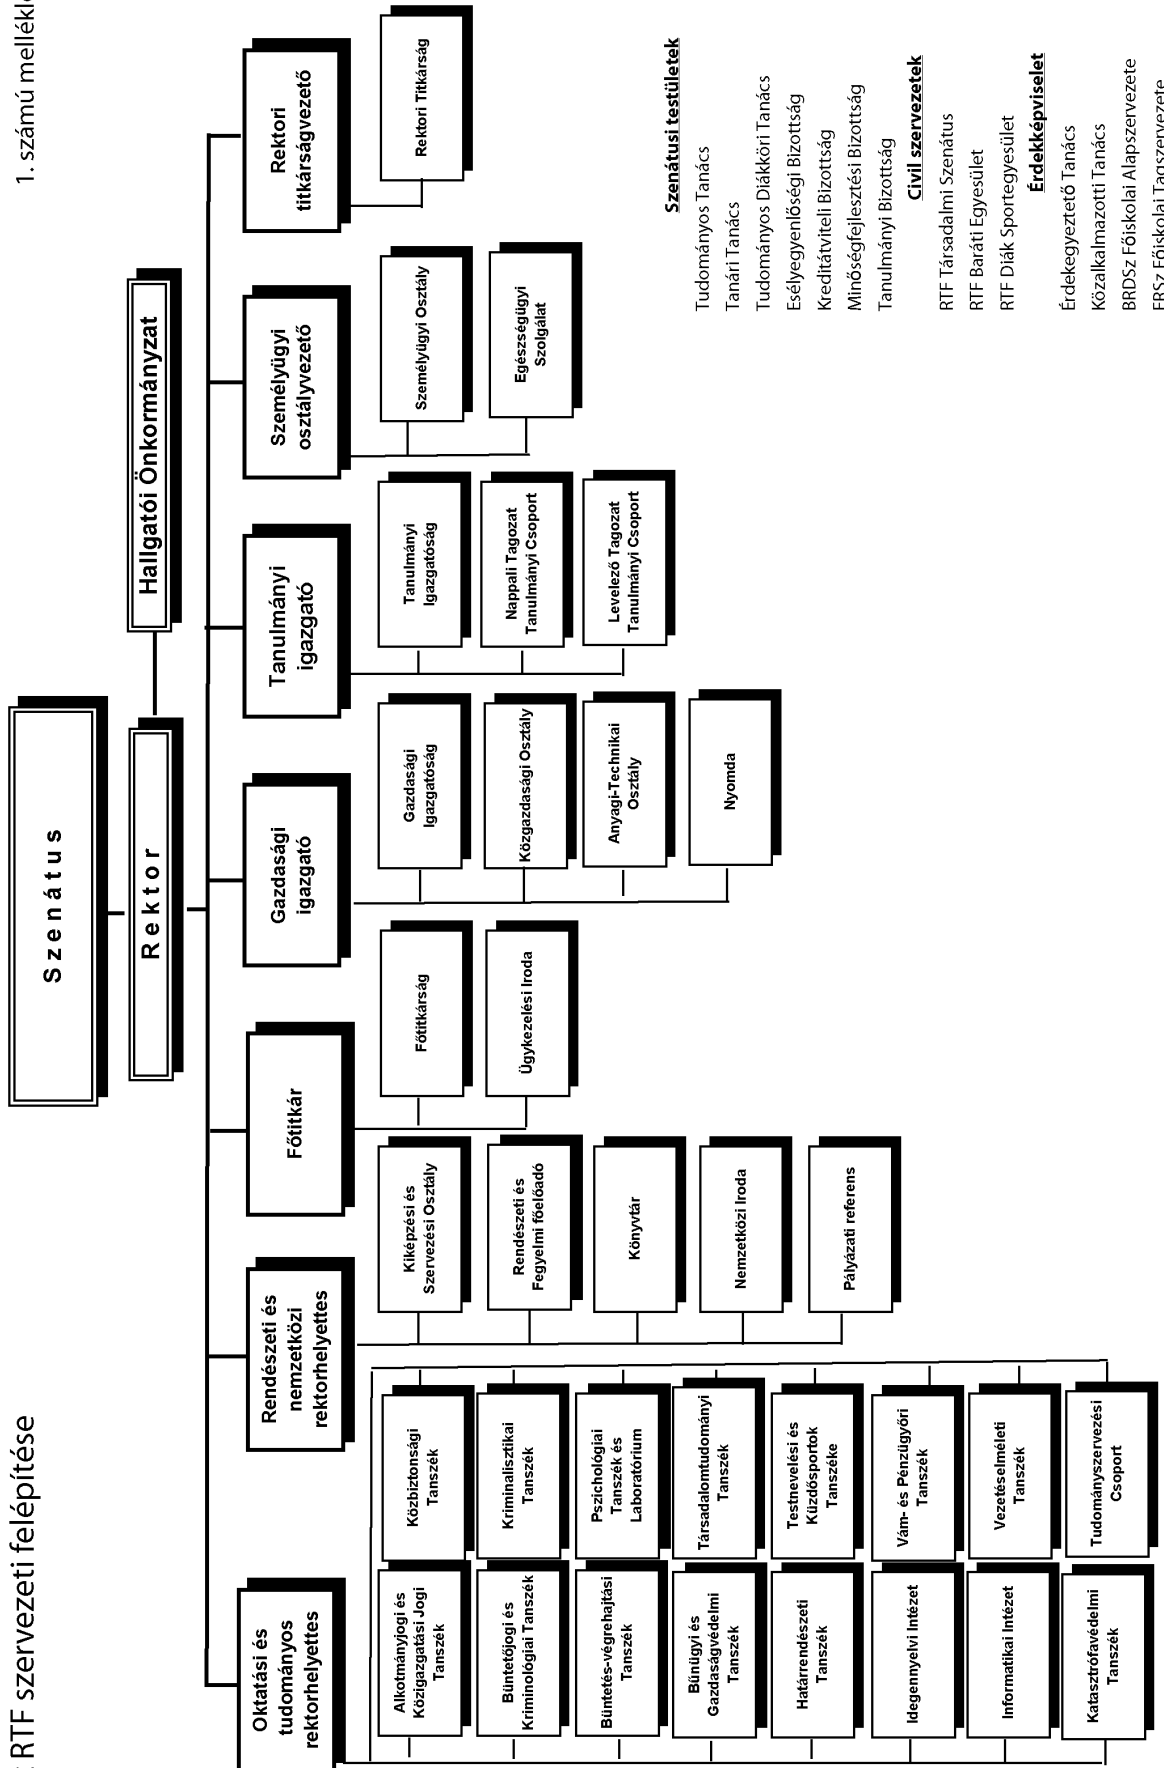 RTF szervezeti felépítése
1. számú
Szenátus
Rektor
Hallgatói Önkormányzat
Oktatási és
tudományos
rektorhelyettes
Rendészeti és
nemzetközi
rektorhelyettes
Főtitkár
Gazdasági
igazgató
Tanulmányi
igazgató
Személyügyi
osztályvezető
Rektori
titkárságvezető
Alkotmányjogi és
Közigazgatási Jogi
Tanszék
Büntetőjogi és
Kriminológiai Tanszék
Büntetés-végrehajtási
Tanszék
Bűnügyi és
Gazdaságvédelmi
Tanszék
Határrendészeti
Tanszék
Idegennyelvi Intézet
Informatikai Intézet
Katasztrófavédelmi
Tanszék
Közbiztonsági
Tanszék
Kriminalisztikai
Tanszék
Pszichológiai
Tanszék és
Laboratórium
Társadalomtudományi
Tanszék
Testnevelési és
Küzdősportok
Tanszéke
Vám- és Pénzügyőri
Tanszék
Vezetéselméleti
Tanszék
Tudományszervezési
Csoport
Kiképzési és
Szervezési Osztály
Rendészeti és
Fegyelmi főelőadó
Könyvtár
Nemzetközi Iroda
Pályázati referens
Főtitkárság
Ügykezelési Iroda
Gazdasági
Igazgatóság
Közgazdasági Osztály
Anyagi-Technikai
Osztály
Nyomda
Tanulmányi
Igazgatóság
Nappali Tagozat
Tanulmányi Csoport
Levelező Tagozat
Tanulmányi Csoport
Személyügyi Osztály
Egészségügyi
Szolgálat
Rektori Titkárság
Szenátusi testületek
Tudományos Tanács
Tanári Tanács
Tudományos Diákköri Tanács
Esélyegyenlőségi Bizottság
Kreditátviteli Bizottság
Minőségfejlesztési Bizottság
Tanulmányi Bizottság
Civil szervezetek
RTF Társadalmi Szenátus
RTF Baráti Egyesület
RTF Diák Sportegyesület
Érdekképviselet
Érdekegyeztető Tanács
Közalkalmazotti Tanács
BRDSz Főiskolai Alapszervezete
FRSz Főiskolai Tagszervezete